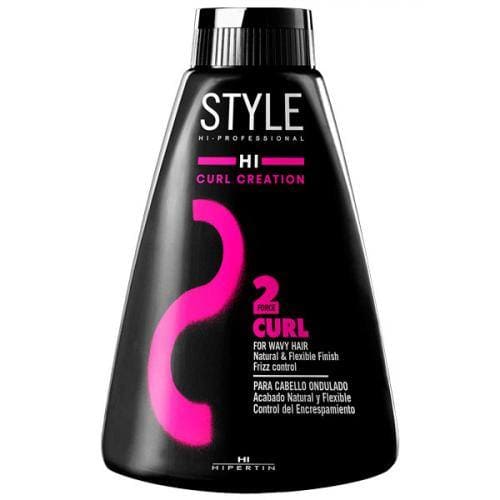 STYLE
HI-PROFESSIONAL
HI
CURL CREATION
2
FORCE
CURL
FOR WAVY HAIR
Natural & Flexible Finish
Frizz control
PARA CABELLO ONDULADO
Acabado Natural y Flexible
Control del Encrespamiento
HI
HIPERTIN